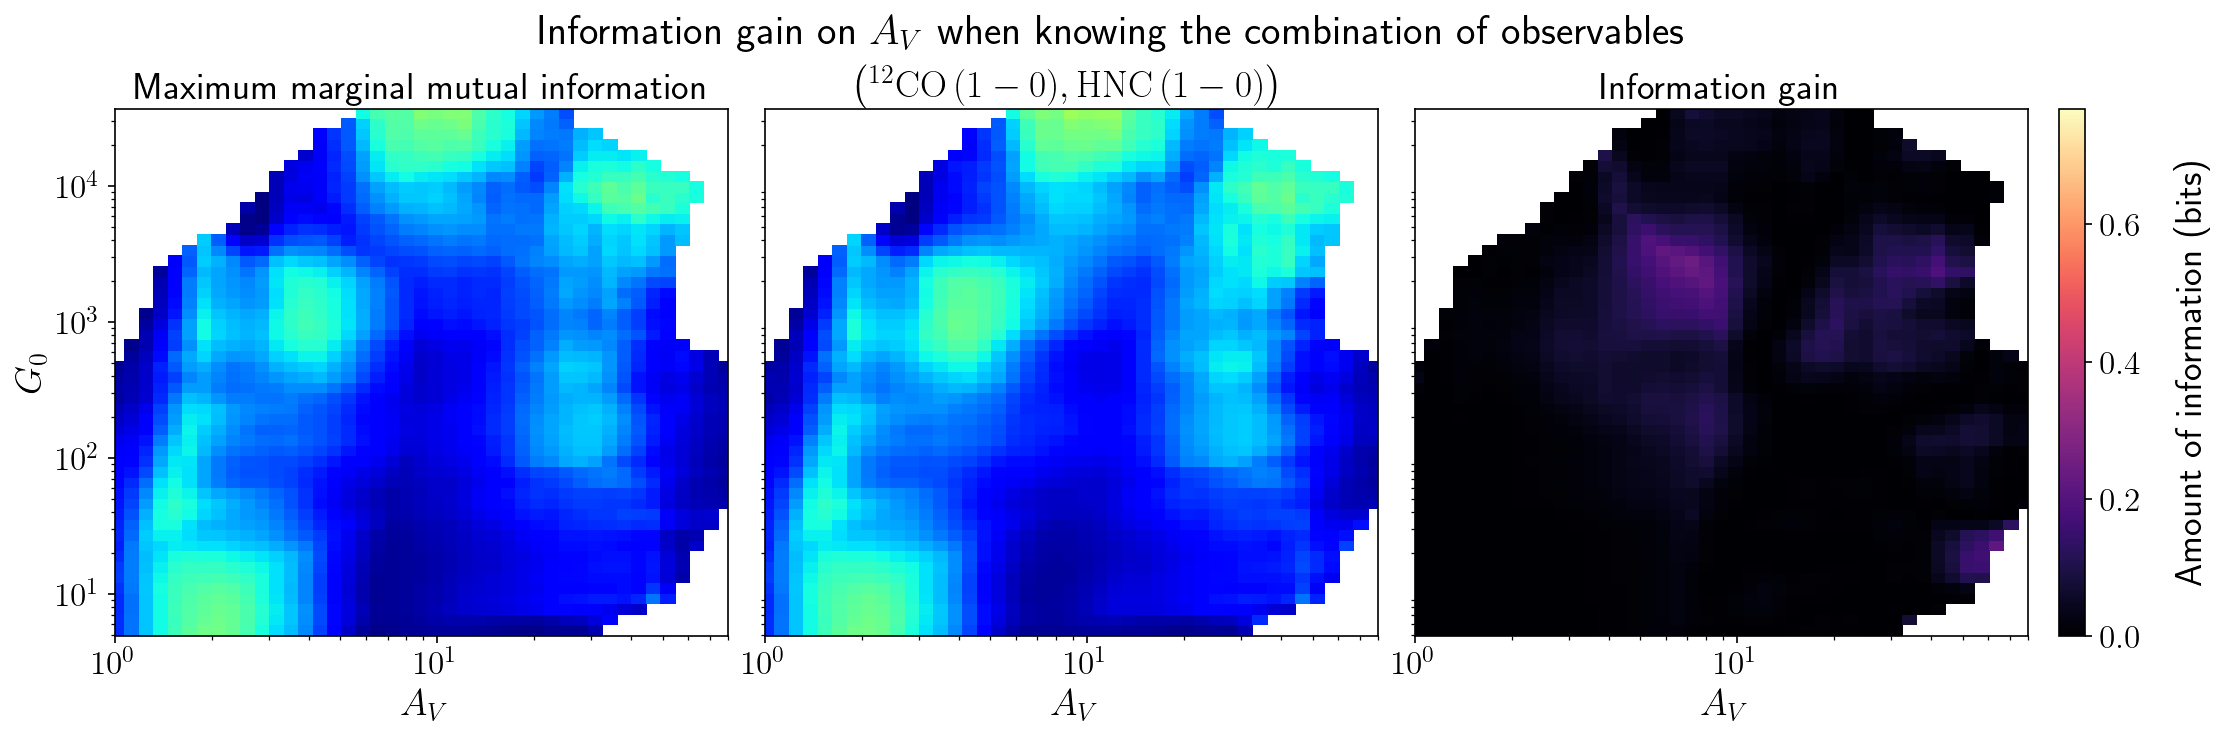 Information gain on $A_V$ when knowing the combination of observables
Maximum marginal mutual information
$\left(^{12}\mathrm{CO}\,(1-0), \mathrm{HNC}\,(1-0)\right)$
Information gain
$G_0$
$10^4$
$10^3$
$10^2$
$10^1$
$10^0$ $10^1$
$A_V$
$10^0$ $10^1$
$A_V$
$10^0$ $10^1$
$A_V$
0.6
0.4
0.2
0.0
Amount of information (bits)